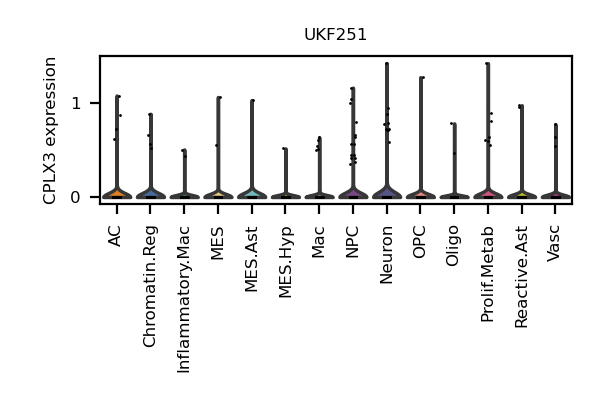 UKF251
CPLX3 expression
1
0
AC
Chromatin.Reg
Inflammatory.Mac
MES
MES.Ast
MES.Hyp
Mac
NPC
Neuron
OPC
Oligo
Prolif.Metab
Reactive.Ast
Vasc